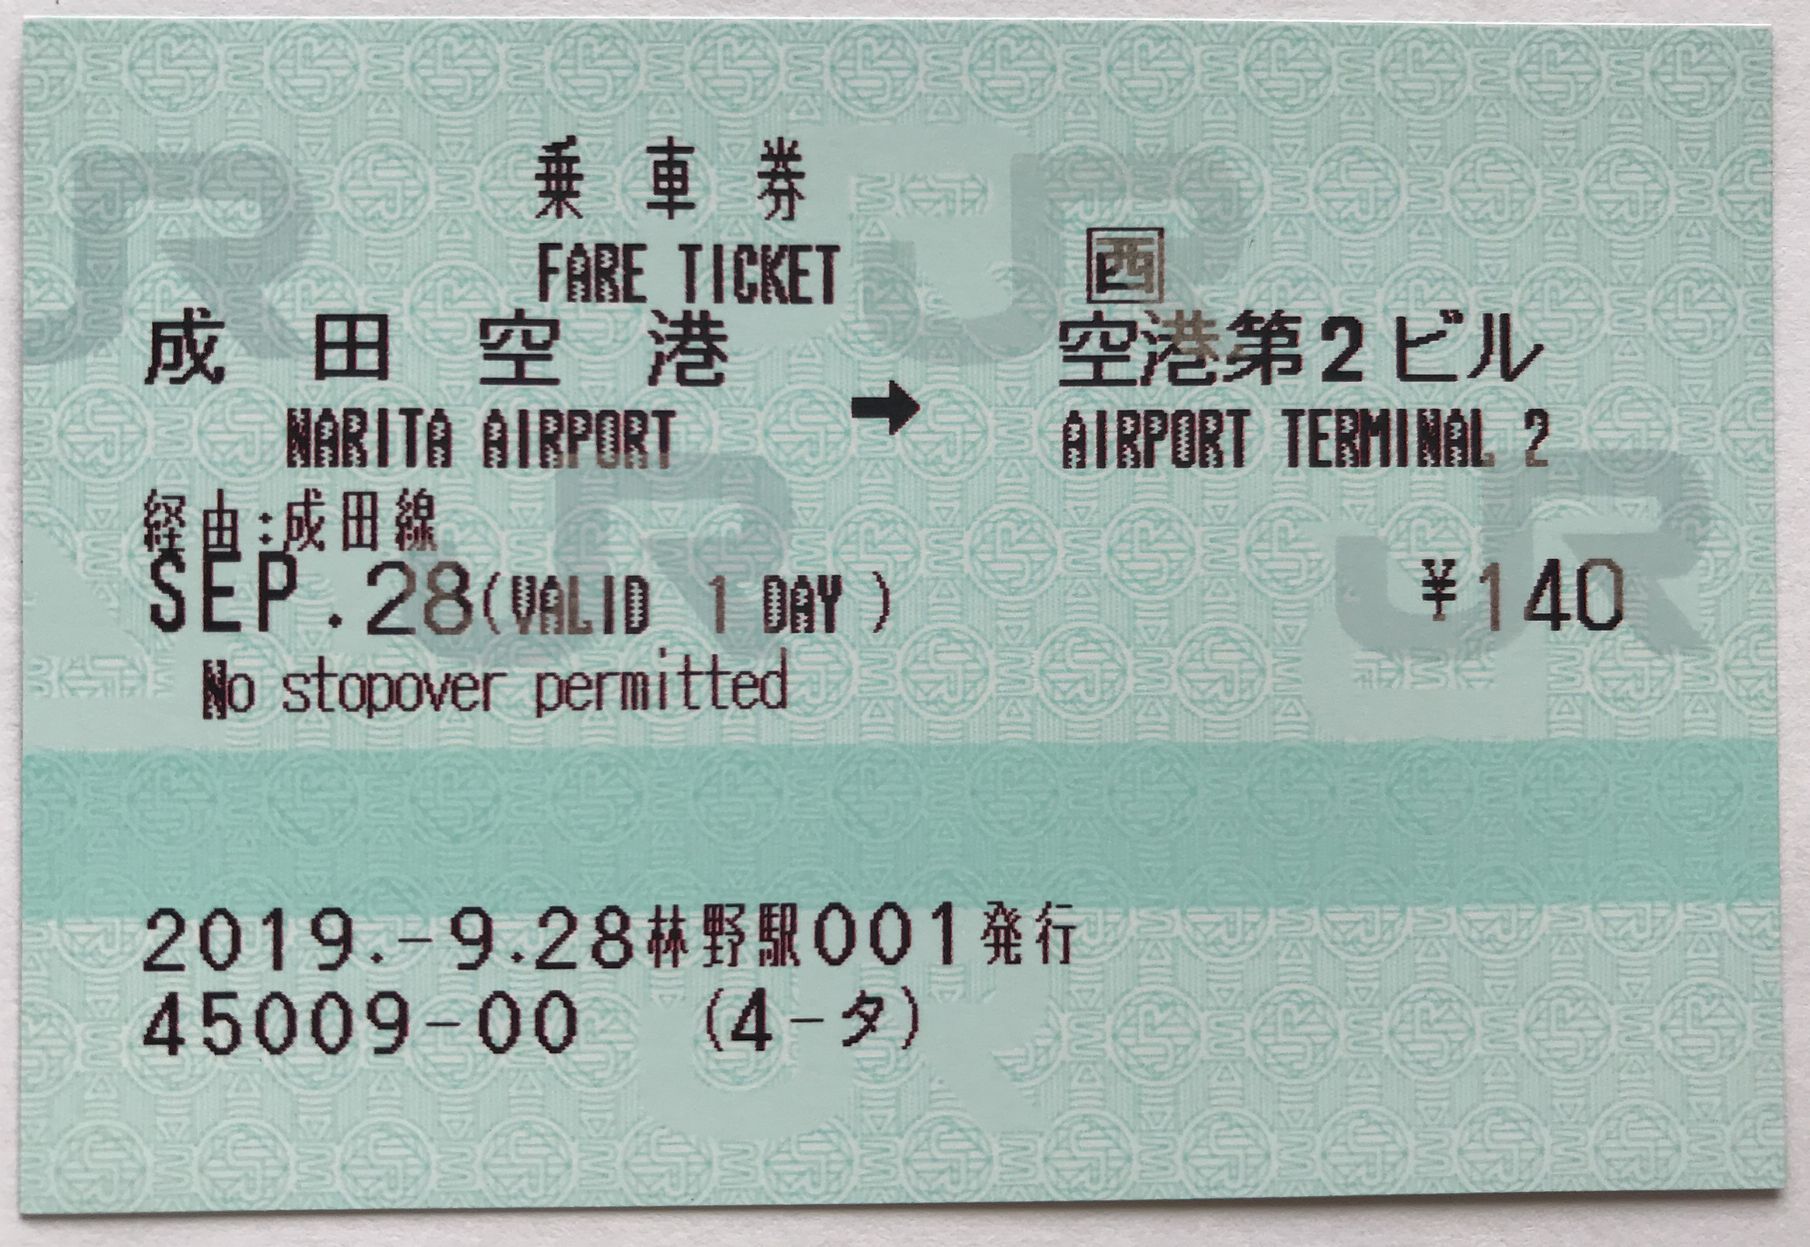 乗車券
FARE TICKET
西
成田空港 → 空港第2ビル
NARITA AIRPORT AIRPORT TERMINAL 2
経由:成田線
SEP.28(VALID 1 DAY) ¥140
No stopover permitted
2019.-9.28林野駅001発行
45009-00 (4-タ)